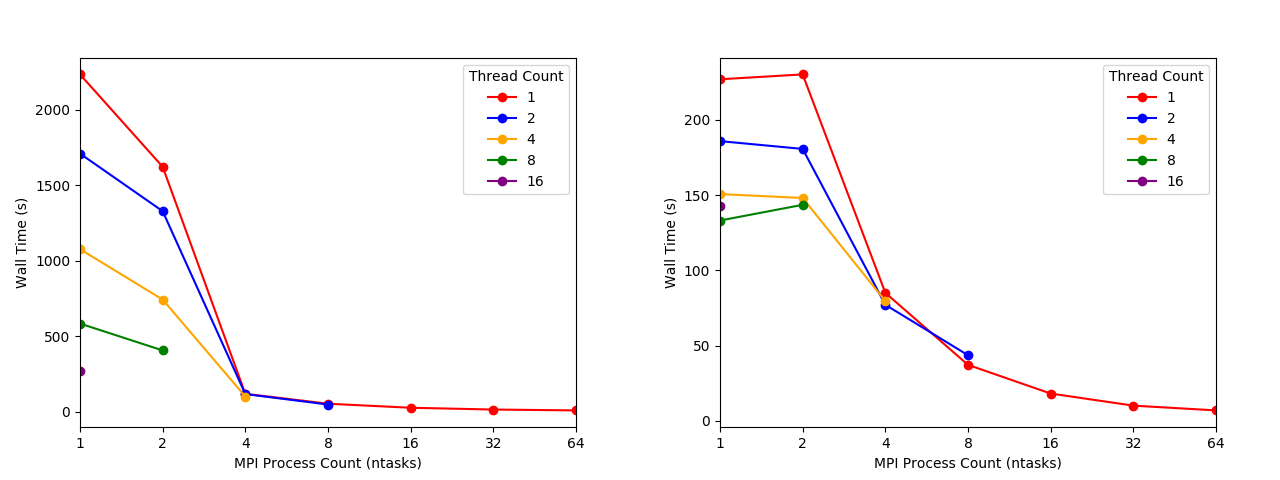 Wall Time (s)
2000
1500
1000
500
0
1 2 4 8 16 32 64
MPI Process Count (ntasks)
Thread Count
1
2
4
8
16
Wall Time (s)
200
150
100
50
0
1 2 4 8 16 32 64
MPI Process Count (ntasks)
Thread Count
1
2
4
8
16